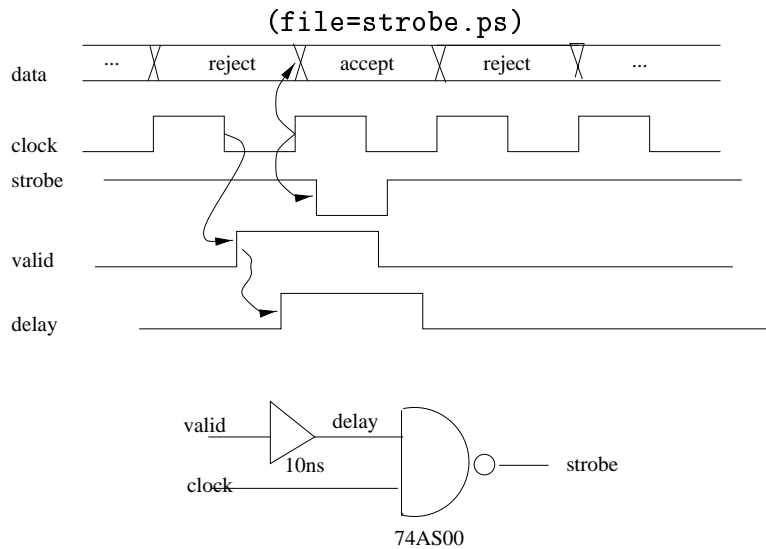 (file=strobe.ps)
data ... reject accept reject ...
clock
strobe
valid
delay
valid delay
10ns
clock
strobe
74AS00